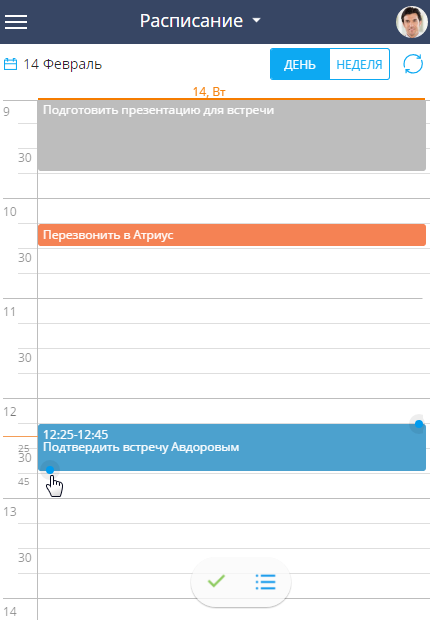 Расписание
14 Февраль
ДЕНЬ
НЕДЕЛЯ
14, Вт
9
Подготовить презентацию для встречи
30
10
Перезвонить в Атриус
30
11
30
12
12:25-12:45
Подтвердить встречу Авдоровым
25
30
45
13
30
14